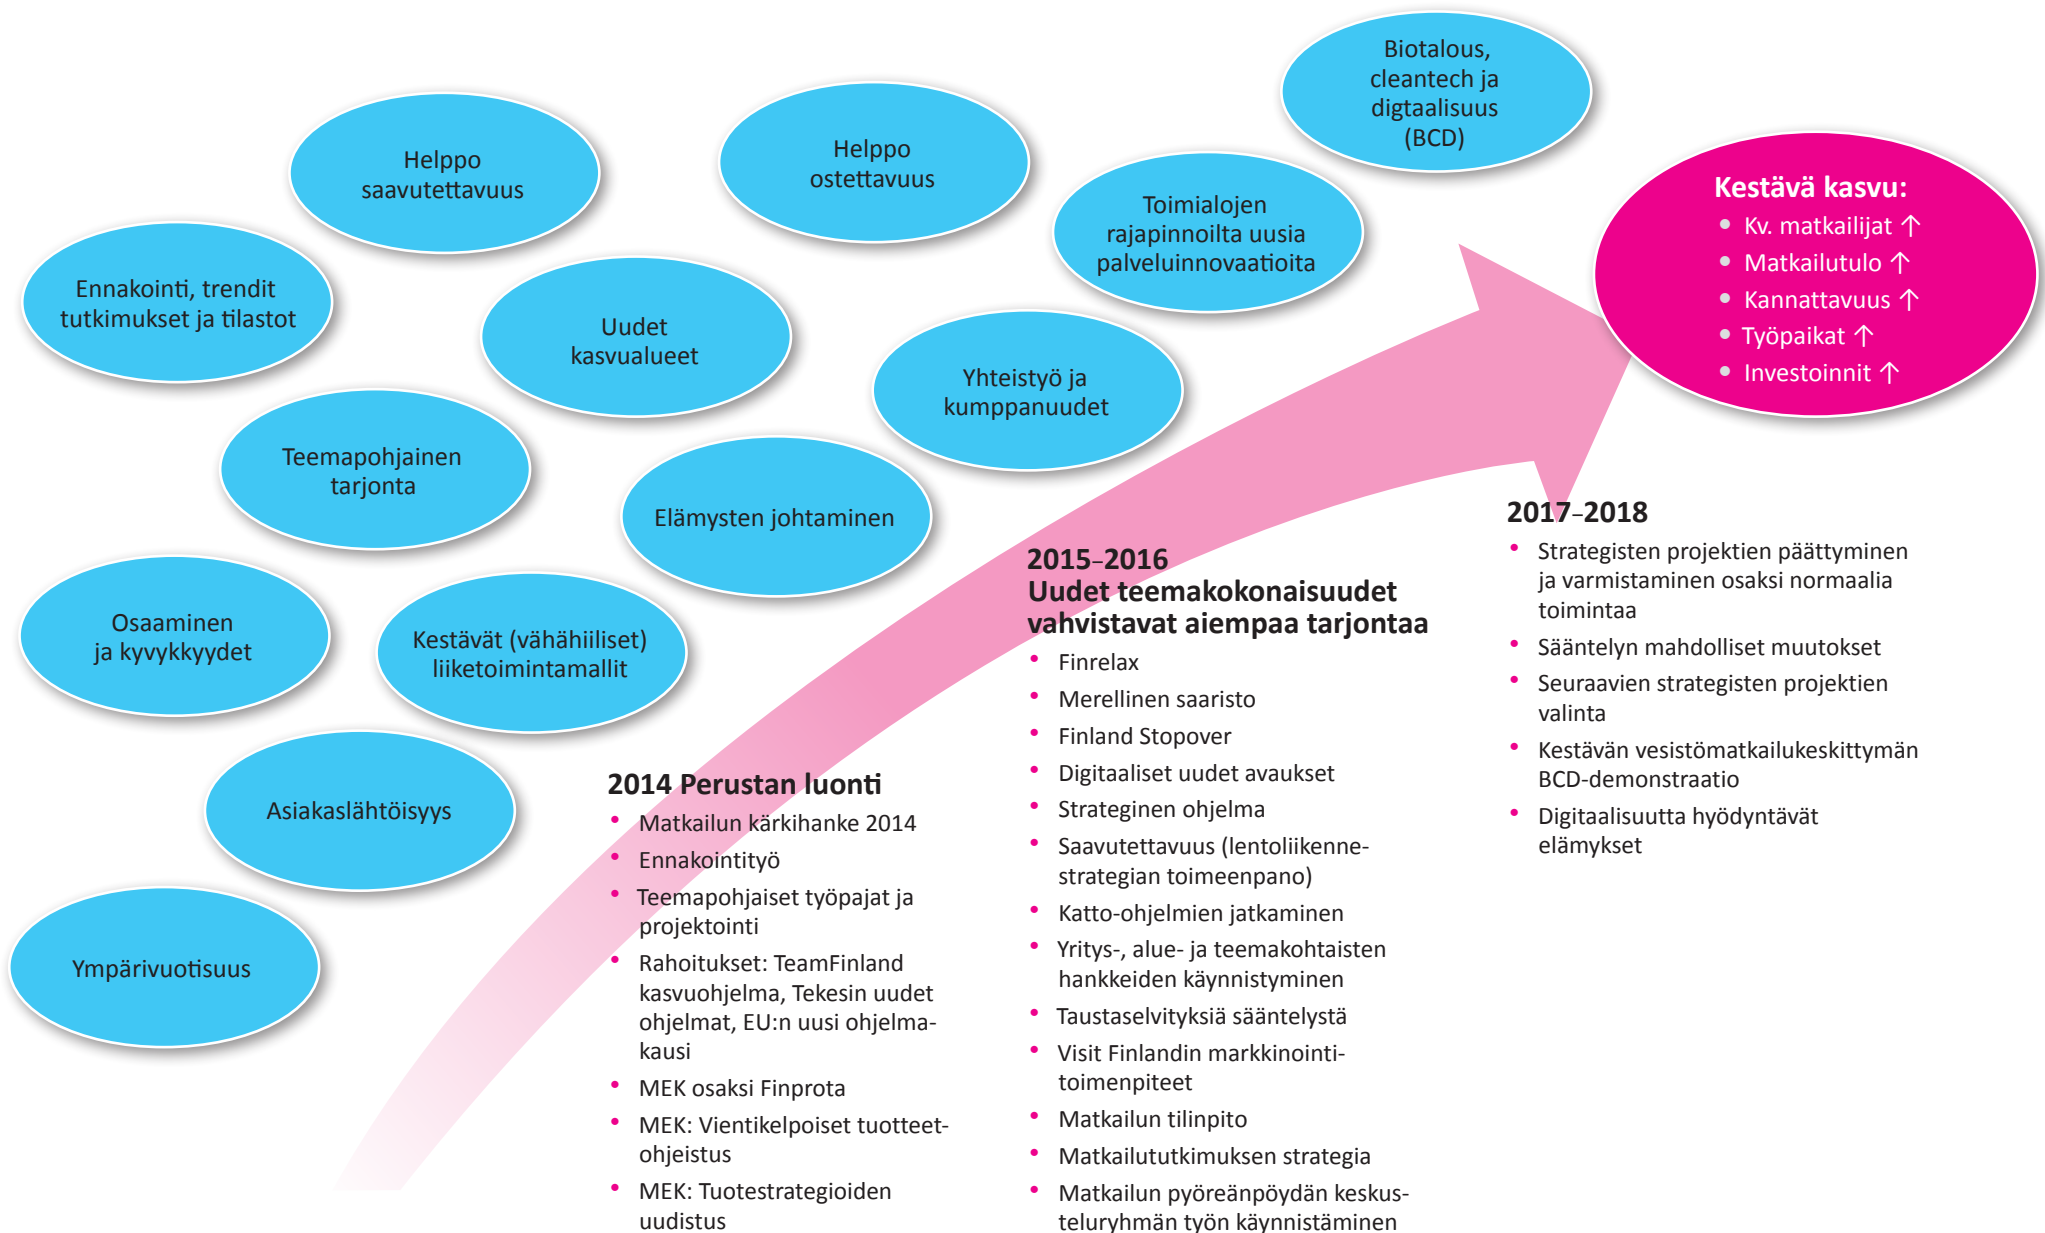 Biotalous,
cleantech ja
digtaalisuus
(BCD)
Helppo
saavutettavuus
Helppo
ostettavuus
Toimialojen
rajapinnoilta uusia
palveluinnovaatioita
Kestävä kasvu:
• Kv. matkailijat ↑
• Matkailutulo ↑
• Kannattavuus ↑
• Työpaikat ↑
• Investoinnit ↑
Ennakointi, trendit
tutkimukset ja tilastot
Uudet
kasvualueet
Yhteistyö ja
kumppanuudet
Teemapohjainen
tarjonta
Elämysten johtaminen
Osaaminen
ja kyvykkyydet
Kestävät (vähähiiliset)
liiketoimintamallit
Asiakaslähtöisyys
Ympärivuotisuus
2014 Perustan luonti
• Matkailun kärkihanke 2014
• Ennakointityö
• Teemapohjaiset työpajat ja
projektointi
• Rahoitukset: TeamFinland
kasvuohjelma, Tekesin uudet
ohjelmat, EU:n uusi ohjelma-
kausi
• MEK osaksi Finprota
• MEK: Vientikelpoiset tuotteet-
ohjeistus
• MEK: Tuotestrategioiden
uudistus
2015–2016
Uudet teemakokonaisuudet
vahvistavat aiempaa tarjontaa
• Finrelax
• Merellinen saaristo
• Finland Stopover
• Digitaaliset uudet avaukset
• Strateginen ohjelma
• Saavutettavuus (lentoliikenne-
strategian toimeenpano)
• Katto-ohjelmien jatkaminen
• Yritys-, alue- ja teemakohtaisten
hankkeiden käynnistyminen
• Taustaselvityksiä sääntelystä
• Visit Finlandin markkinointi-
toimenpiteet
• Matkailun tilinpito
• Matkailututkimuksen strategia
• Matkailun pyöreänpöydän keskus-
teluryhmän työn käynnistäminen
2017–2018
• Strategisten projektien päättyminen
ja varmistaminen osaksi normaalia
toimintaa
• Sääntelyn mahdolliset muutokset
• Seuraavien strategisten projektien
valinta
• Kestävän vesistömatkailukeskittymän
BCD-demonstraatio
• Digitaalisuutta hyödyntävät
elämykset